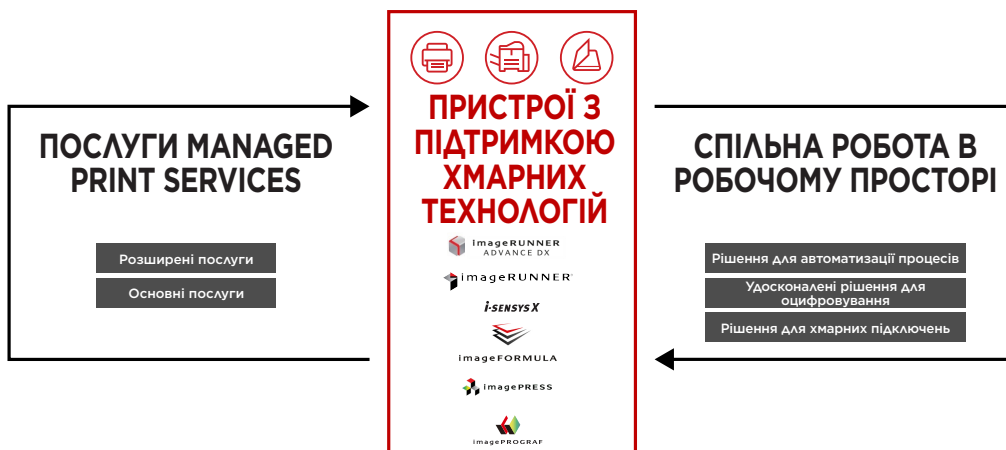 ПОСЛУГИ MANAGED
PRINT SERVICES
Розширені послуги
Основні послуги
ПРИСТРОЇ З
ПІДТРИМКОЮ
ХМАРНИХ
ТЕХНОЛОГІЙ
imageRUNNER
ADVANCE DX
imageRUNNER
i-SENSYS X
imageFORMULA
imagePRESS
imagePROGRAF
СПІЛЬНА РОБОТА В
РОБОЧОМУ ПРОСТОРІ
Рішення для автоматизації процесів
Удосконалені рішення для
оцифровування
Рішення для хмарних підключень